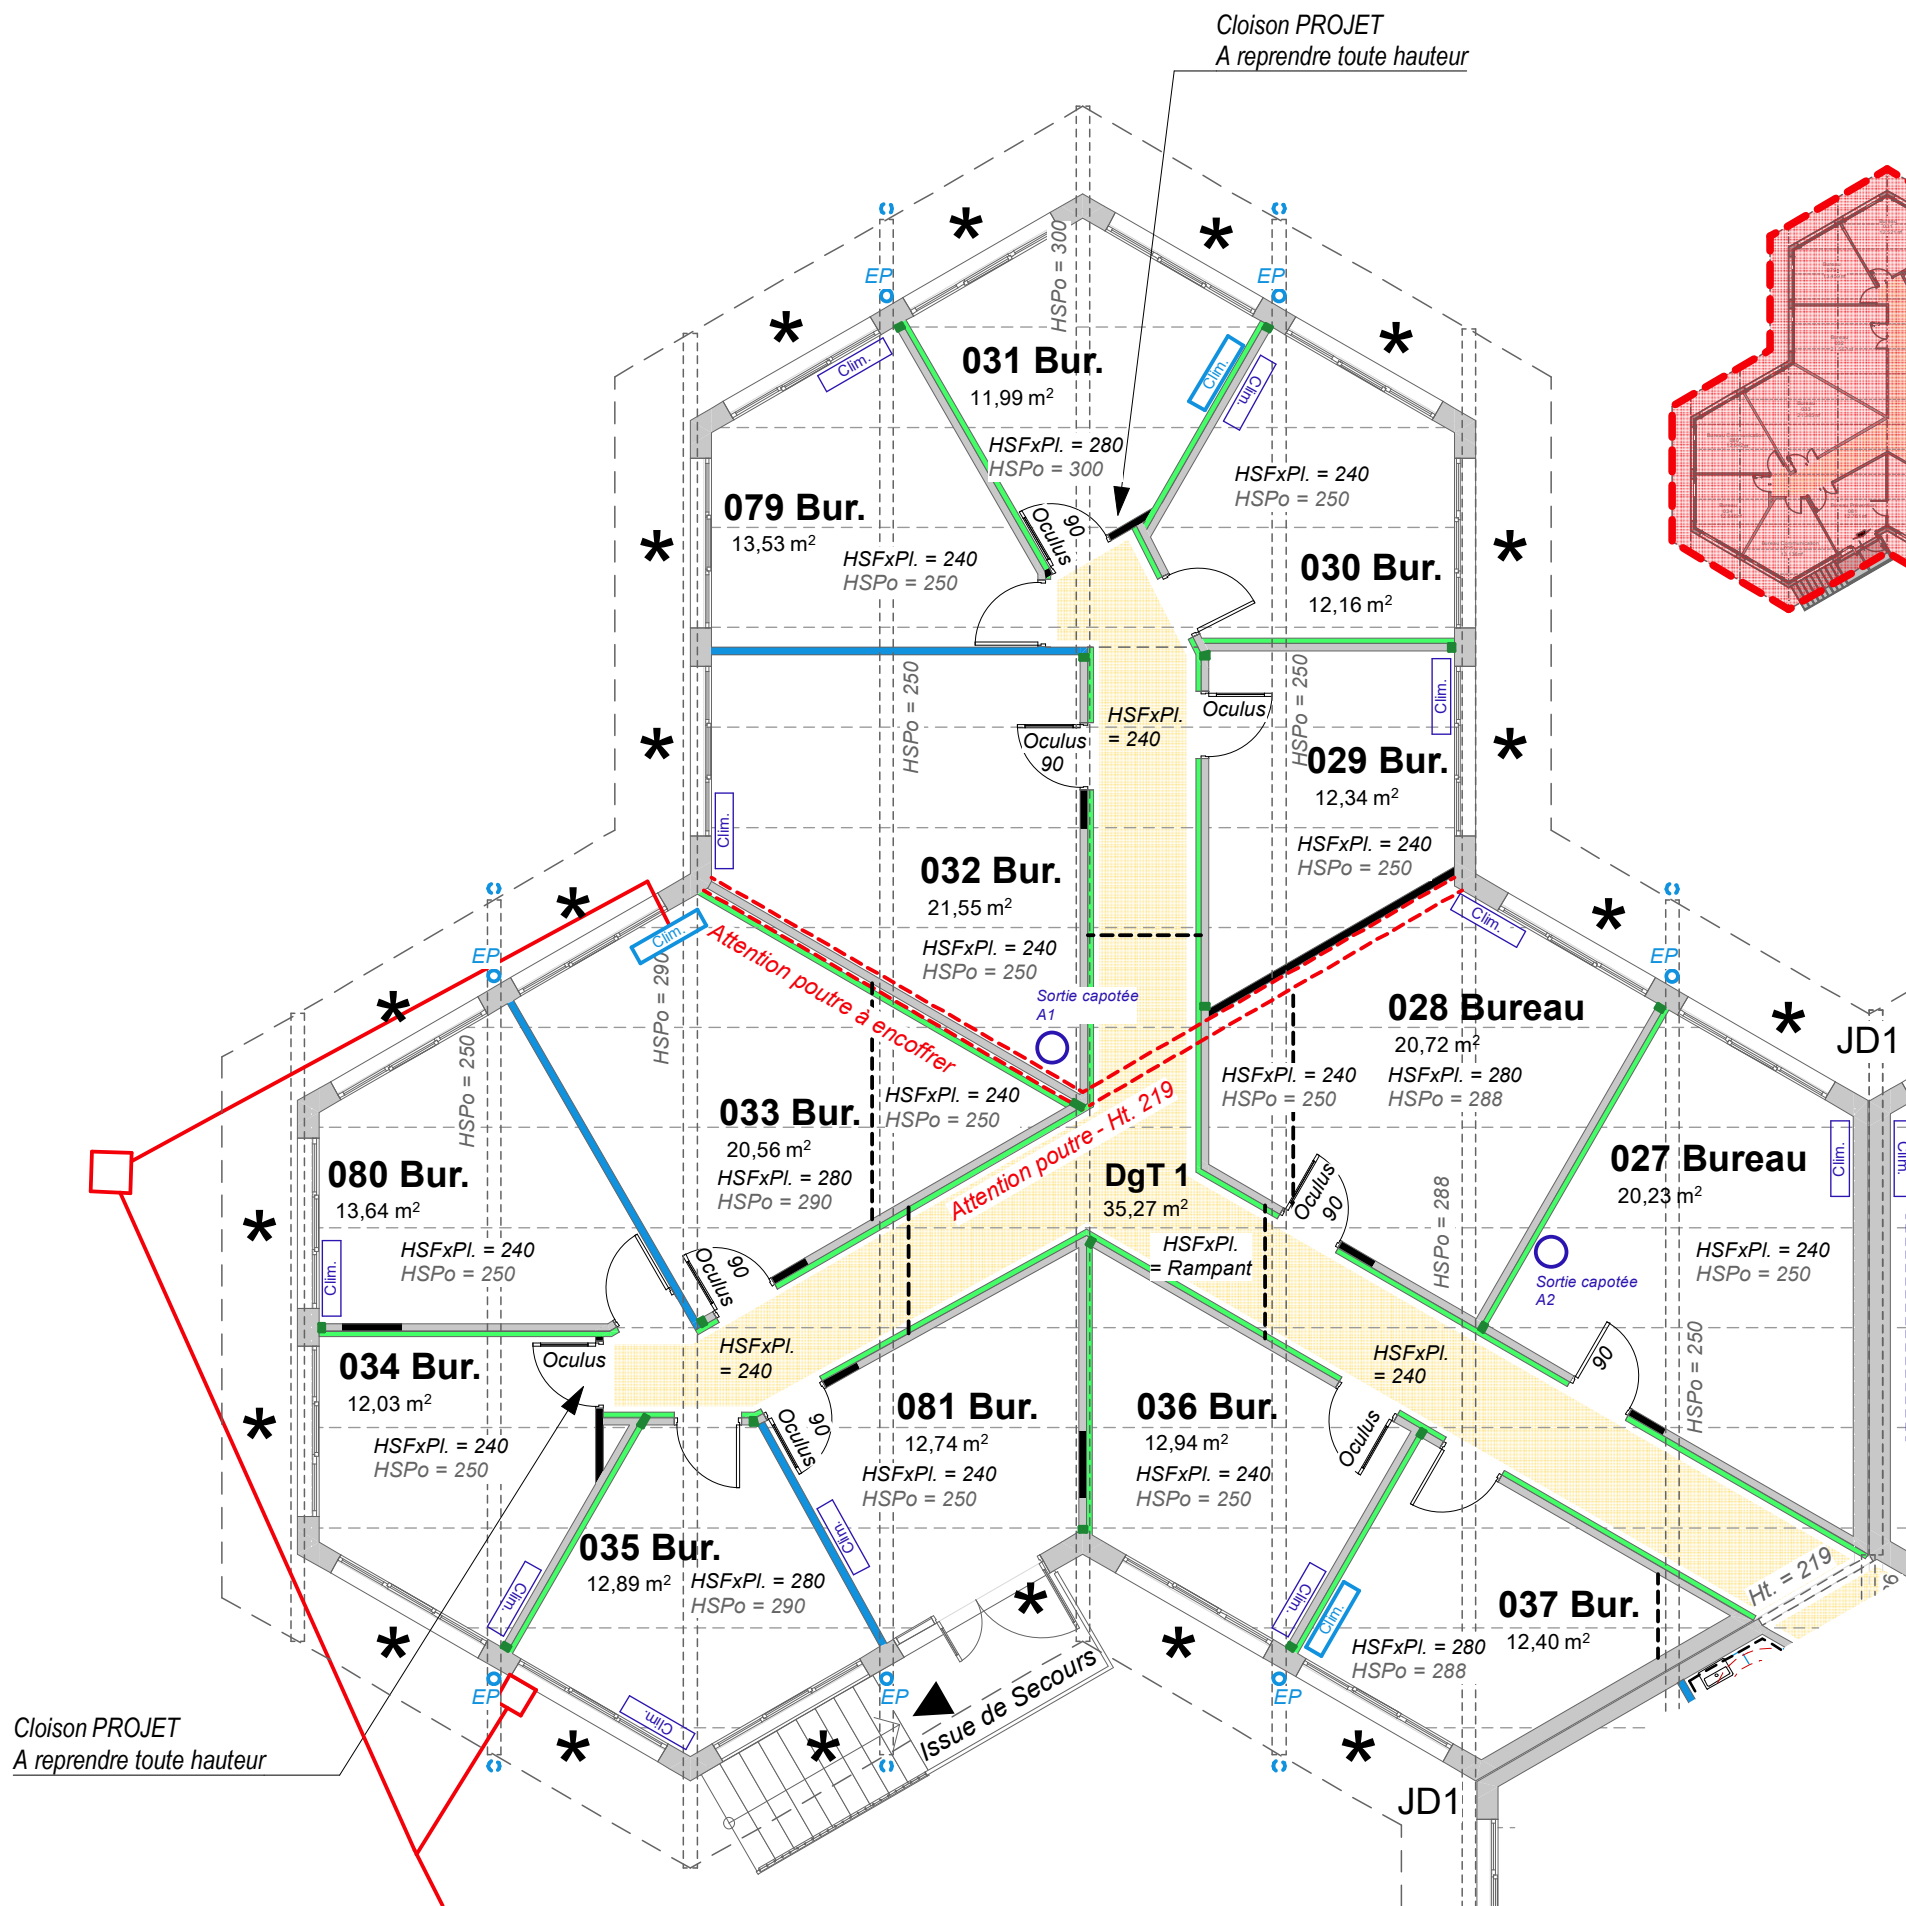 Cloison PROJET
A reprendre toute hauteur
EP
EP
HSPo = 300
Clim.
031 Bur.
11,99 m²
HSFxPl. = 280
HSPo = 300
Clim.
Clim.
HSFxPl. = 240
HSPo = 250
079 Bur.
13,53 m²
HSFxPl. = 240
HSPo = 250
Oculus
90
030 Bur.
12,16 m²
HSPo = 250
HSPo = 250
Clim.
Oculus
90
HSFxPl.
= 240
Oculus
029 Bur.
12,34 m²
HSFxPl. = 240
HSPo = 250
Clim.
032 Bur.
21,55 m²
HSFxPl. = 240
HSPo = 250
Clim.
Clim.
EP
EP
HSPo = 290
Attention poutre à encoffrer
Sortie capotée
A1
028 Bureau
20,72 m²
HSFxPl. = 240
HSPo = 250
HSFxPl. = 280
HSPo = 288
JD1
HSPo = 250
033 Bur.
20,56 m²
HSFxPl. = 280
HSPo = 290
HSFxPl. = 240
HSPo = 250
Attention poutre - Ht. 219
DgT 1
35,27 m²
HSFxPl.
= Rampant
Oculus
90
HSPo = 288
027 Bureau
20,23 m²
Clim.
Clim.
HSFxPl. = 240
HSPo = 250
Sortie capotée
A2
080 Bur.
13,64 m²
HSFxPl. = 240
HSPo = 250
Clim.
Oculus
90
034 Bur.
12,03 m²
HSFxPl. = 240
HSPo = 250
Oculus
HSFxPl.
= 240
HSFxPl.
= 240
90
HSPo = 250
081 Bur.
12,74 m²
HSFxPl. = 240
HSPo = 250
Oculus
90
036 Bur.
12,94 m²
HSFxPl. = 240
HSPo = 250
Oculus
035 Bur.
12,89 m²
HSFxPl. = 280
HSPo = 290
Clim.
Clim.
Clim.
Clim.
037 Bur.
12,40 m²
HSFxPl. = 280
HSPo = 288
Ht. = 219
EP
EP
EP
Clim.
Issue de Secours
Cloison PROJET
A reprendre toute hauteur
JD1